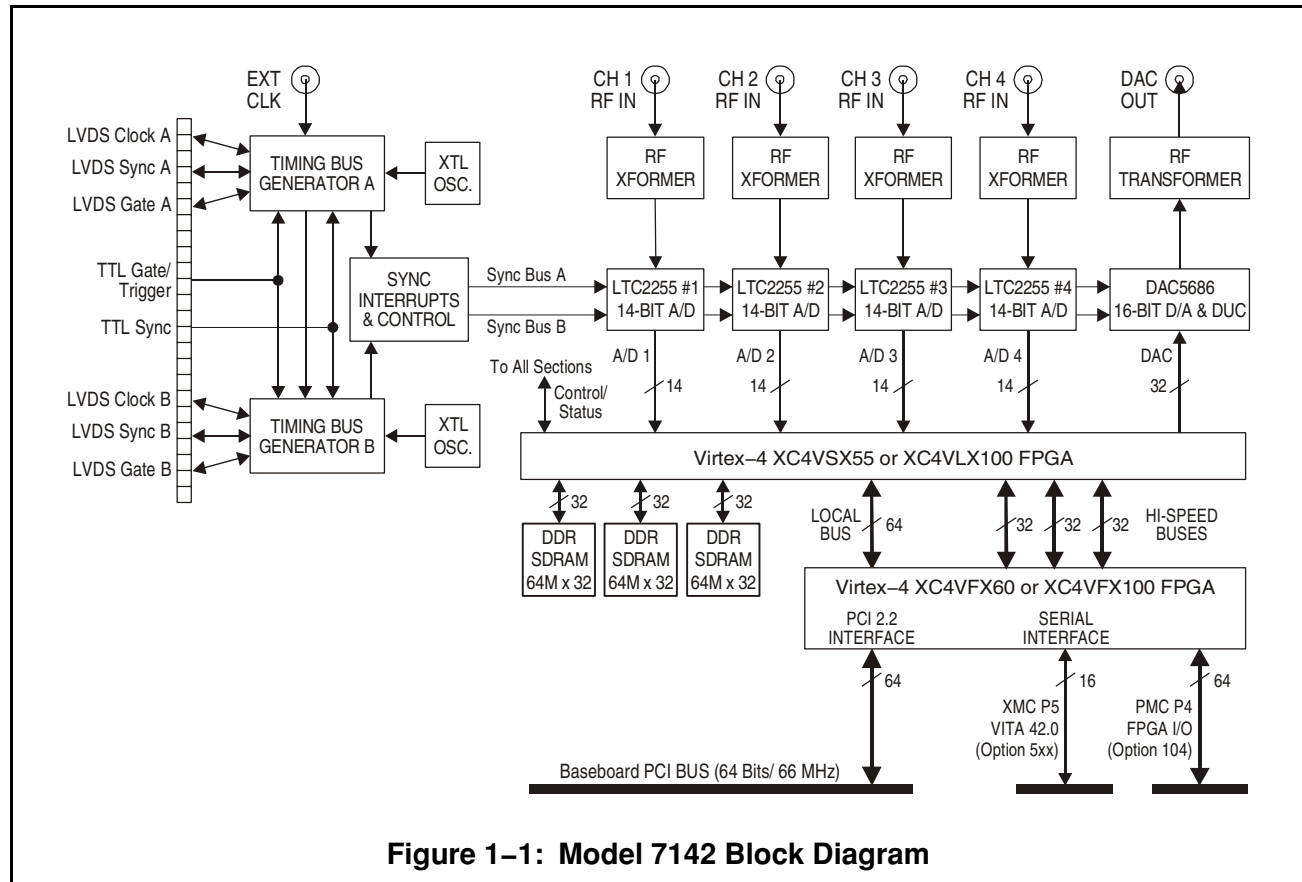 EXT
CLK
CH 1
RF IN
CH 2
RF IN
CH 3
RF IN
CH 4
RF IN
DAC
OUT
LVDS Clock A
LVDS Sync A
LVDS Gate A
TIMING BUS
GENERATOR A
XTL
OSC.
RF
XFORMER
RF
XFORMER
RF
XFORMER
RF
XFORMER
RF
TRANSFORMER
TTL Gate/
Trigger
TTL Sync
SYNC
INTERRUPTS
& CONTROL
Sync Bus A
Sync Bus B
LTC2255 #1
14-BIT A/D
LTC2255 #2
14-BIT A/D
LTC2255 #3
14-BIT A/D
LTC2255 #4
14-BIT A/D
DAC5686
16-BIT D/A & DUC
To All Sections
Control/
Status
A/D 1
14
A/D 2
14
A/D 3
14
A/D 4
14
DAC
32
LVDS Clock B
LVDS Sync B
LVDS Gate B
TIMING BUS
GENERATOR B
XTL
OSC.
Virtex–4 XC4VSX55 or XC4VLX100 FPGA
32
32
32
DDR
SDRAM
64M x 32
DDR
SDRAM
64M x 32
DDR
SDRAM
64M x 32
LOCAL
BUS
64
32
32
32
HI-SPEED
BUSES
Virtex–4 XC4VFX60 or XC4VFX100 FPGA
PCI 2.2
INTERFACE
SERIAL
INTERFACE
64
16
64
XMC P5
VITA 42.0
(Option 5xx)
PMC P4
FPGA I/O
(Option 104)
Baseboard PCI BUS (64 Bits/ 66 MHz)
Figure 1–1: Model 7142 Block Diagram